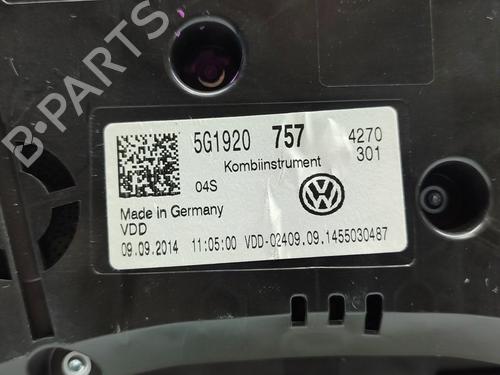 5G1920 757 4270
Kombiinstrument 301
04S
Made in Germany
VDD
09.09.2014 11:05:00 VDD-02409.09.1455030487
B-PARTS